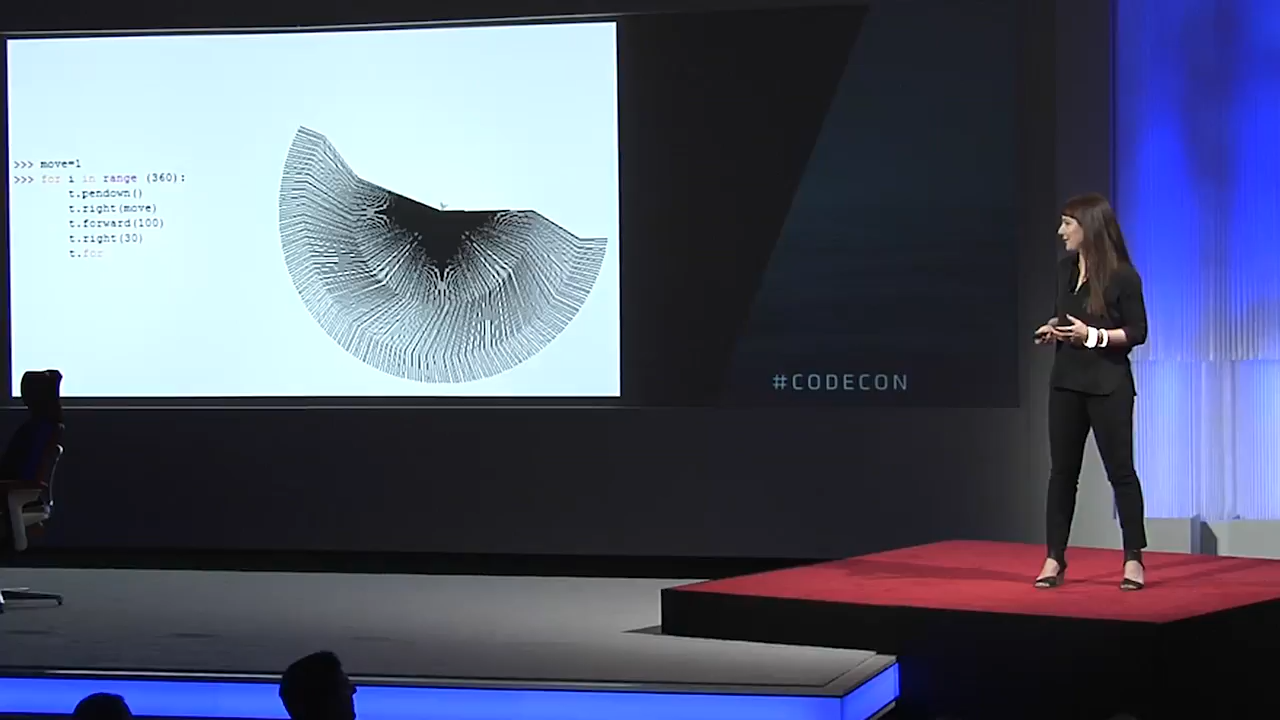 >>> move=1
>>> for i in range (360):
t.pendown()
t.right(move)
t.forward(100)
t.right(30)
t.for
#CODECON